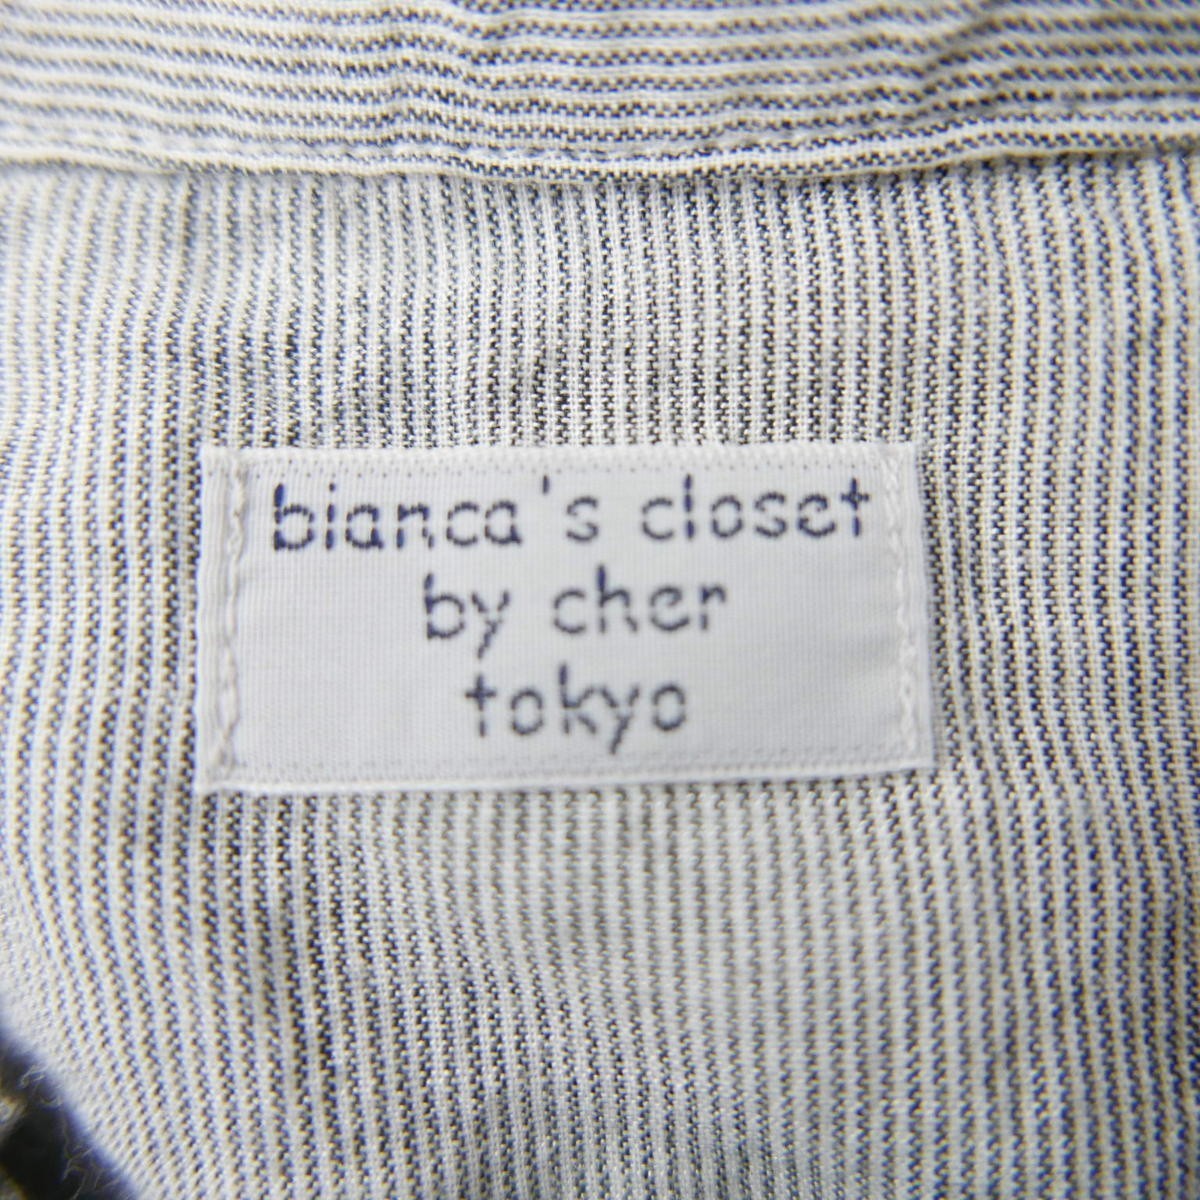 bianca's closet
by cher
tokyo